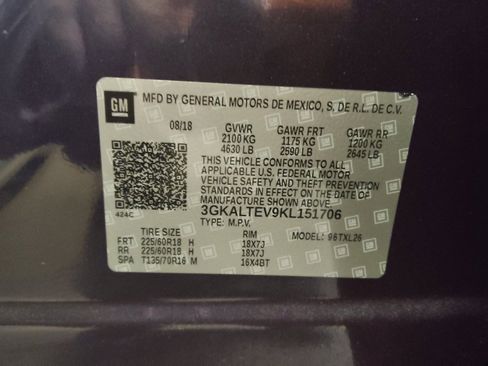 GM MFD BY GENERAL MOTORS DE MEXICO, S. DE R.L. DE C.V.
08/18 GVWR GAWR FRT GAWR RR
2100 KG 1175 KG 1200 KG
4630 LB 2590 LB 2645 LB
THIS VEHICLE CONFORMS TO ALL
APPLICABLE U.S. FEDERAL MOTOR
VEHICLE SAFETY AND THEFT PREVENTION
STANDARDS IN EFFECT ON THE DATE OF
MANUFACTURE SHOWN ABOVE.
424C 3GKALTEV9KL151706
TYPE: M.P.V. MODEL: 96TXL26
TIRE SIZE RIM
FRT 225/60R18 H 18X7J
RR 225/60R18 H 18X7J
SPA T135/70R16 M 16X4BT